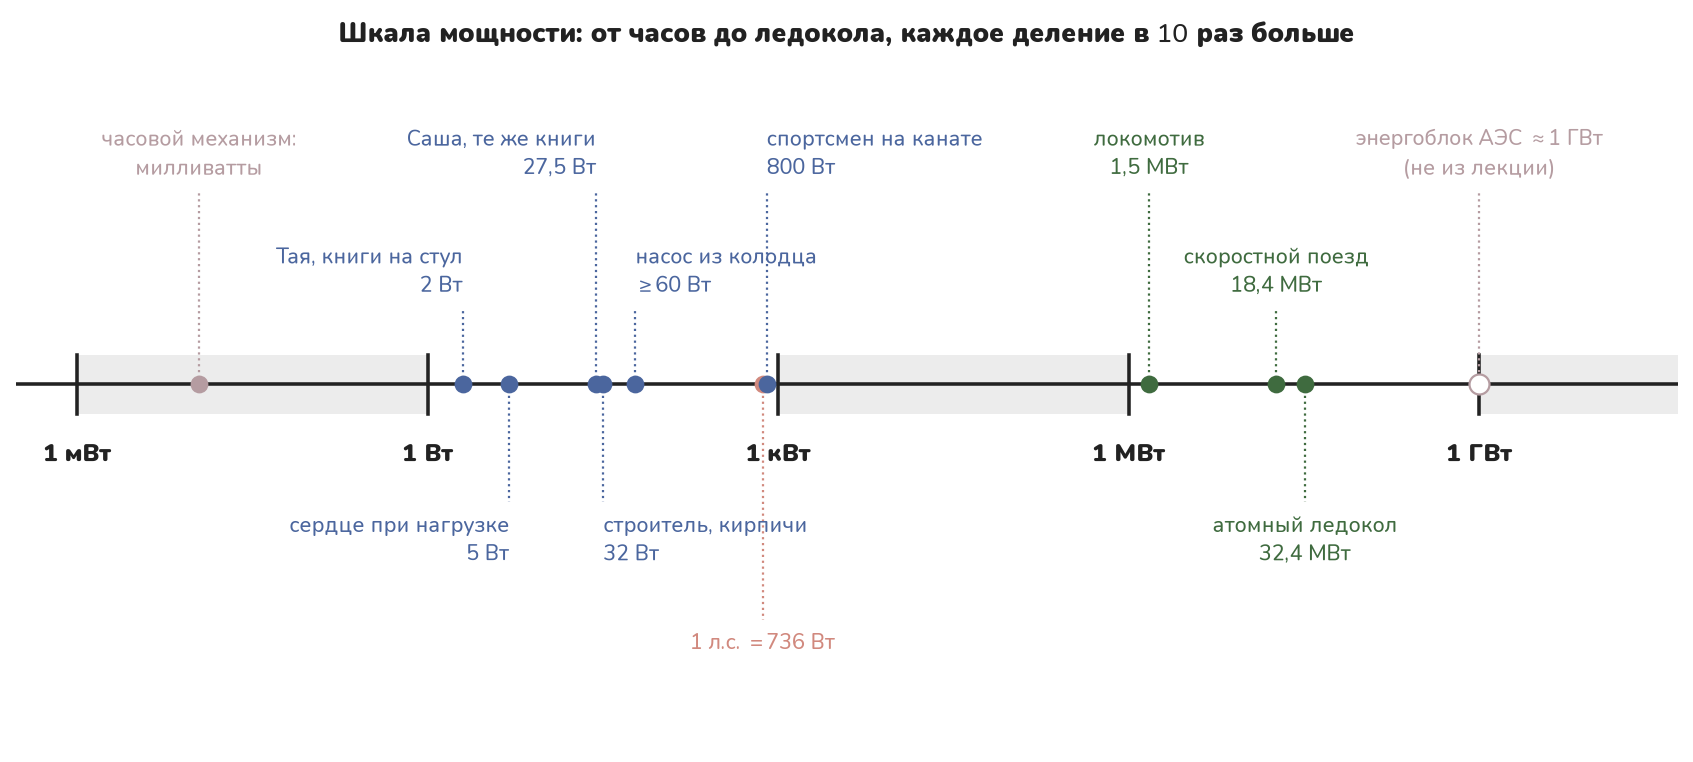 Шкала мощности: от часов до ледокола, каждое деление в 10 раз больше
часовой механизм:
милливатты
Саша, те же книги
27,5 Вт
спортсмен на канате
800 Вт
локомотив
1,5 МВт
энергоблок АЭС ≈ 1 ГВт
(не из лекции)
Тая, книги на стул
2 Вт
насос из колодца
≥ 60 Вт
скоростной поезд
18,4 МВт
1 мВт
1 Вт
1 кВт
1 МВт
1 ГВт
сердце при нагрузке
5 Вт
строитель, кирпичи
32 Вт
атомный ледокол
32,4 МВт
1 л.с. = 736 Вт